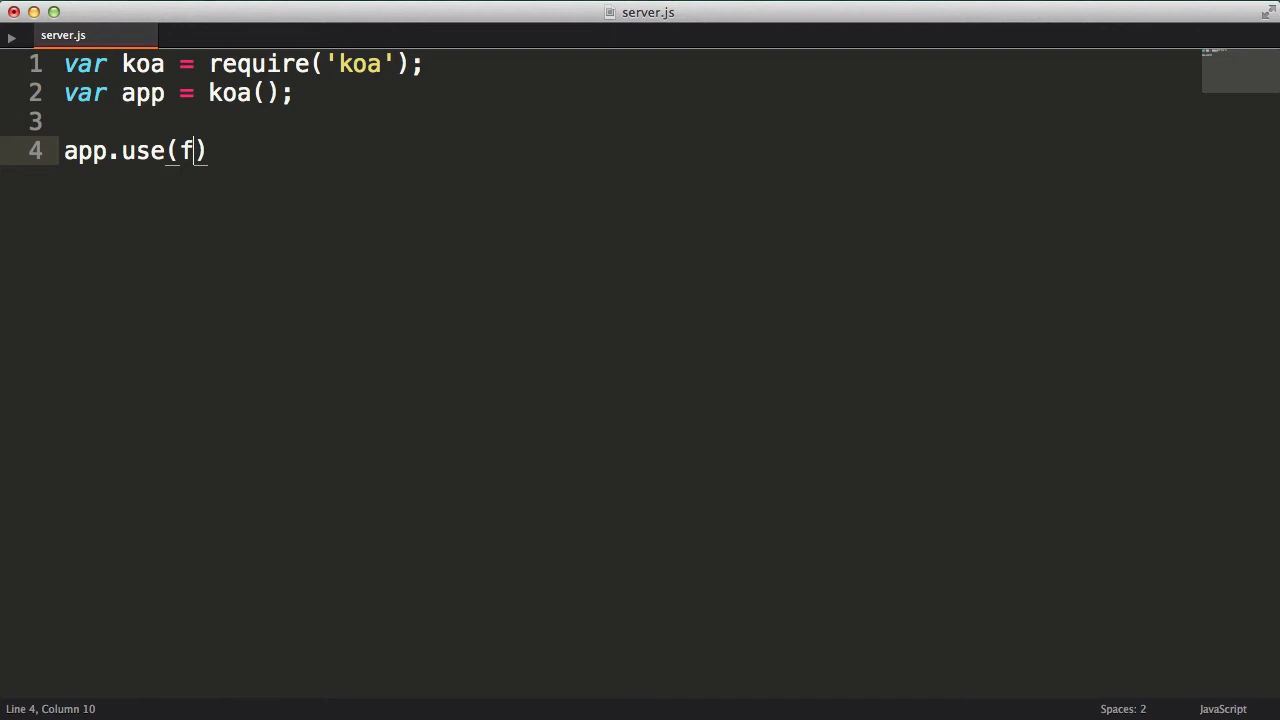 server.js
server.js
1 var koa = require('koa');
2 var app = koa();
3
4 app.use(f)
Line 4, Column 10
Spaces: 2
JavaScript